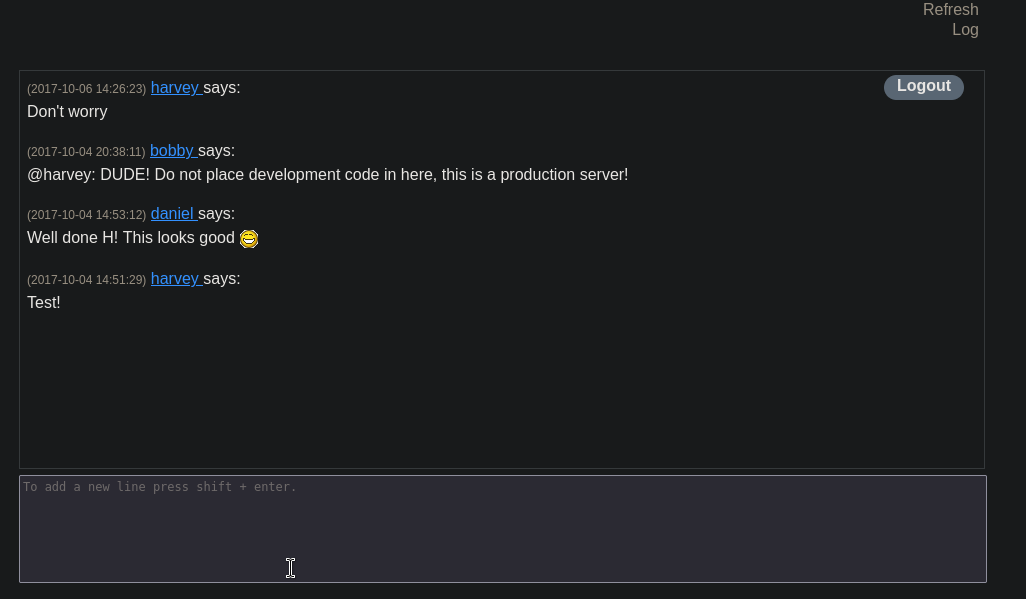 Refresh
Log
(2017-10-06 14:26:23) harvey says:
Logout
Don't worry
(2017-10-04 20:38:11) bobby says:
@harvey: DUDE! Do not place development code in here, this is a production server!
(2017-10-04 14:53:12) daniel says:
Well done H! This looks good
(2017-10-04 14:51:29) harvey says:
Test!
To add a new line press shift + enter.